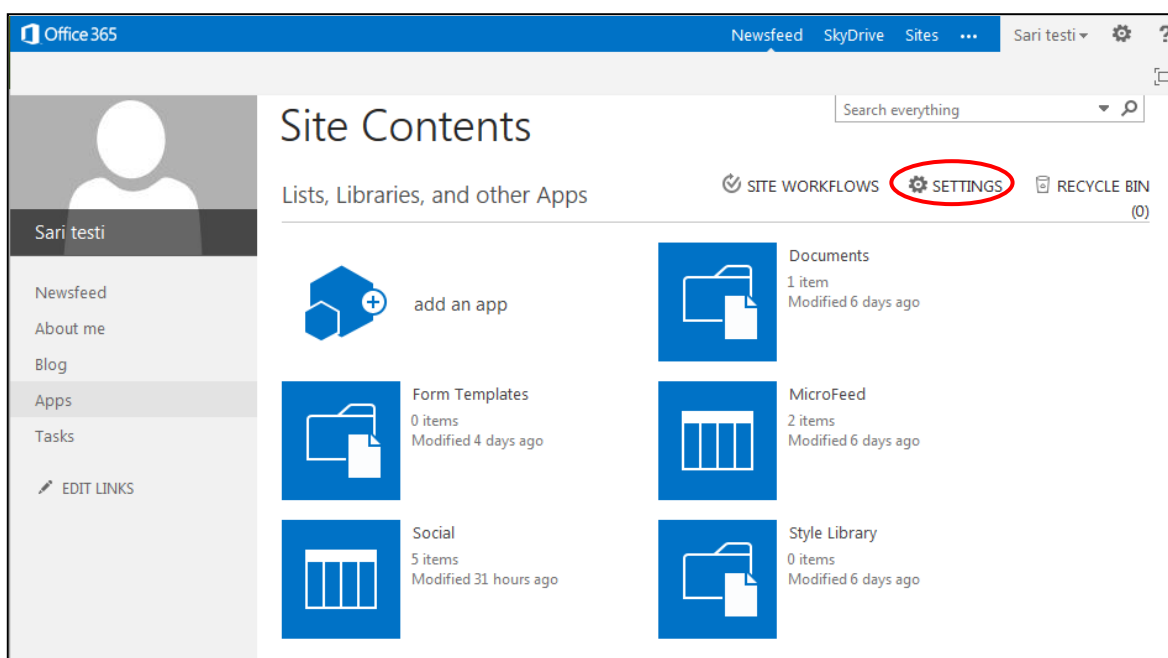 Office 365
Newsfeed SkyDrive Sites ••• Sari testi ?
Search everything
Site Contents
Lists, Libraries, and other Apps
SITE WORKFLOWS SETTINGS RECYCLE BIN
(0)
Sari testi
Newsfeed
About me
Blog
Apps
Tasks
EDIT LINKS
add an app
Documents
1 item
Modified 6 days ago
Form Templates
0 items
Modified 4 days ago
MicroFeed
2 items
Modified 6 days ago
Social
5 items
Modified 31 hours ago
Style Library
0 items
Modified 6 days ago